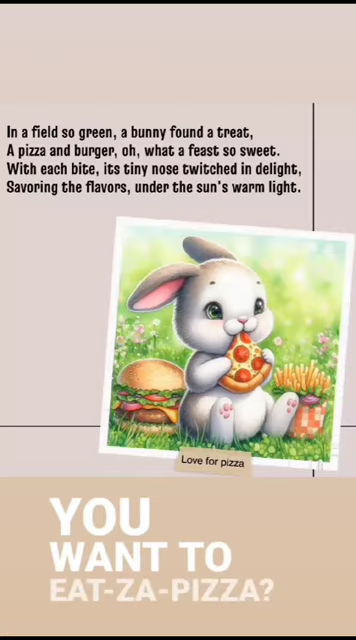 In a field so green, a bunny found a treat,
A pizza and burger, oh, what a feast so sweet.
With each bite, its tiny nose twitched in delight,
Savoring the flavors, under the sun's warm light.
Love for pizza
YOU
WANT TO
EAT-ZA-PIZZA?